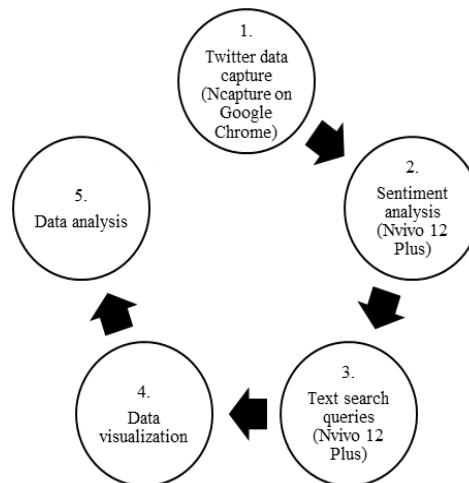 1.
Twitter data
capture
(Ncapture on
Google
Chrome)
2.
Sentiment
analysis
(Nvivo 12
Plus)
3.
Text search
queries
(Nvivo 12
Plus)
4.
Data
visualization
5.
Data analysis